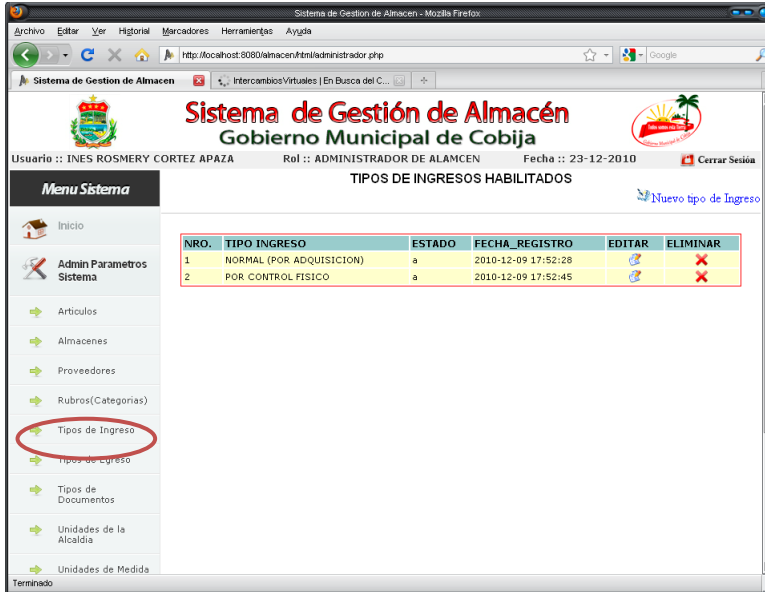 Sistema de Gestion de Almacen - Mozilla Firefox
Archivo Editar Ver Historial Marcadores Herramientas Ayuda
http://localhost:8080/almacen/html/administrador.php
Google
Sistema de Gestion de Almacen
IntercambiosVirtuales | En Busca del C...
Sistema de Gestión de Almacén
Gobierno Municipal de Cobija
Usuario :: INES ROSMERY CORTEZ APAZA Rol :: ADMINISTRADOR DE ALAMCEN Fecha :: 23-12-2010 Cerrar Sesión
Menu Sistema
TIPOS DE INGRESOS HABILITADOS
Nuevo tipo de Ingreso
NRO. TIPO INGRESO ESTADO FECHA_REGISTRO EDITAR ELIMINAR
1 NORMAL (POR ADQUISICION) a 2010-12-09 17:52:28
2 POR CONTROL FISICO a 2010-12-09 17:52:45
Inicio
Admin Parametros
Sistema
Articulos
Almacenes
Proveedores
Rubros(Categorias)
Tipos de Ingreso
Tipos de Egreso
Tipos de
Documentos
Unidades de la
Alcaldia
Unidades de Medida
Terminado